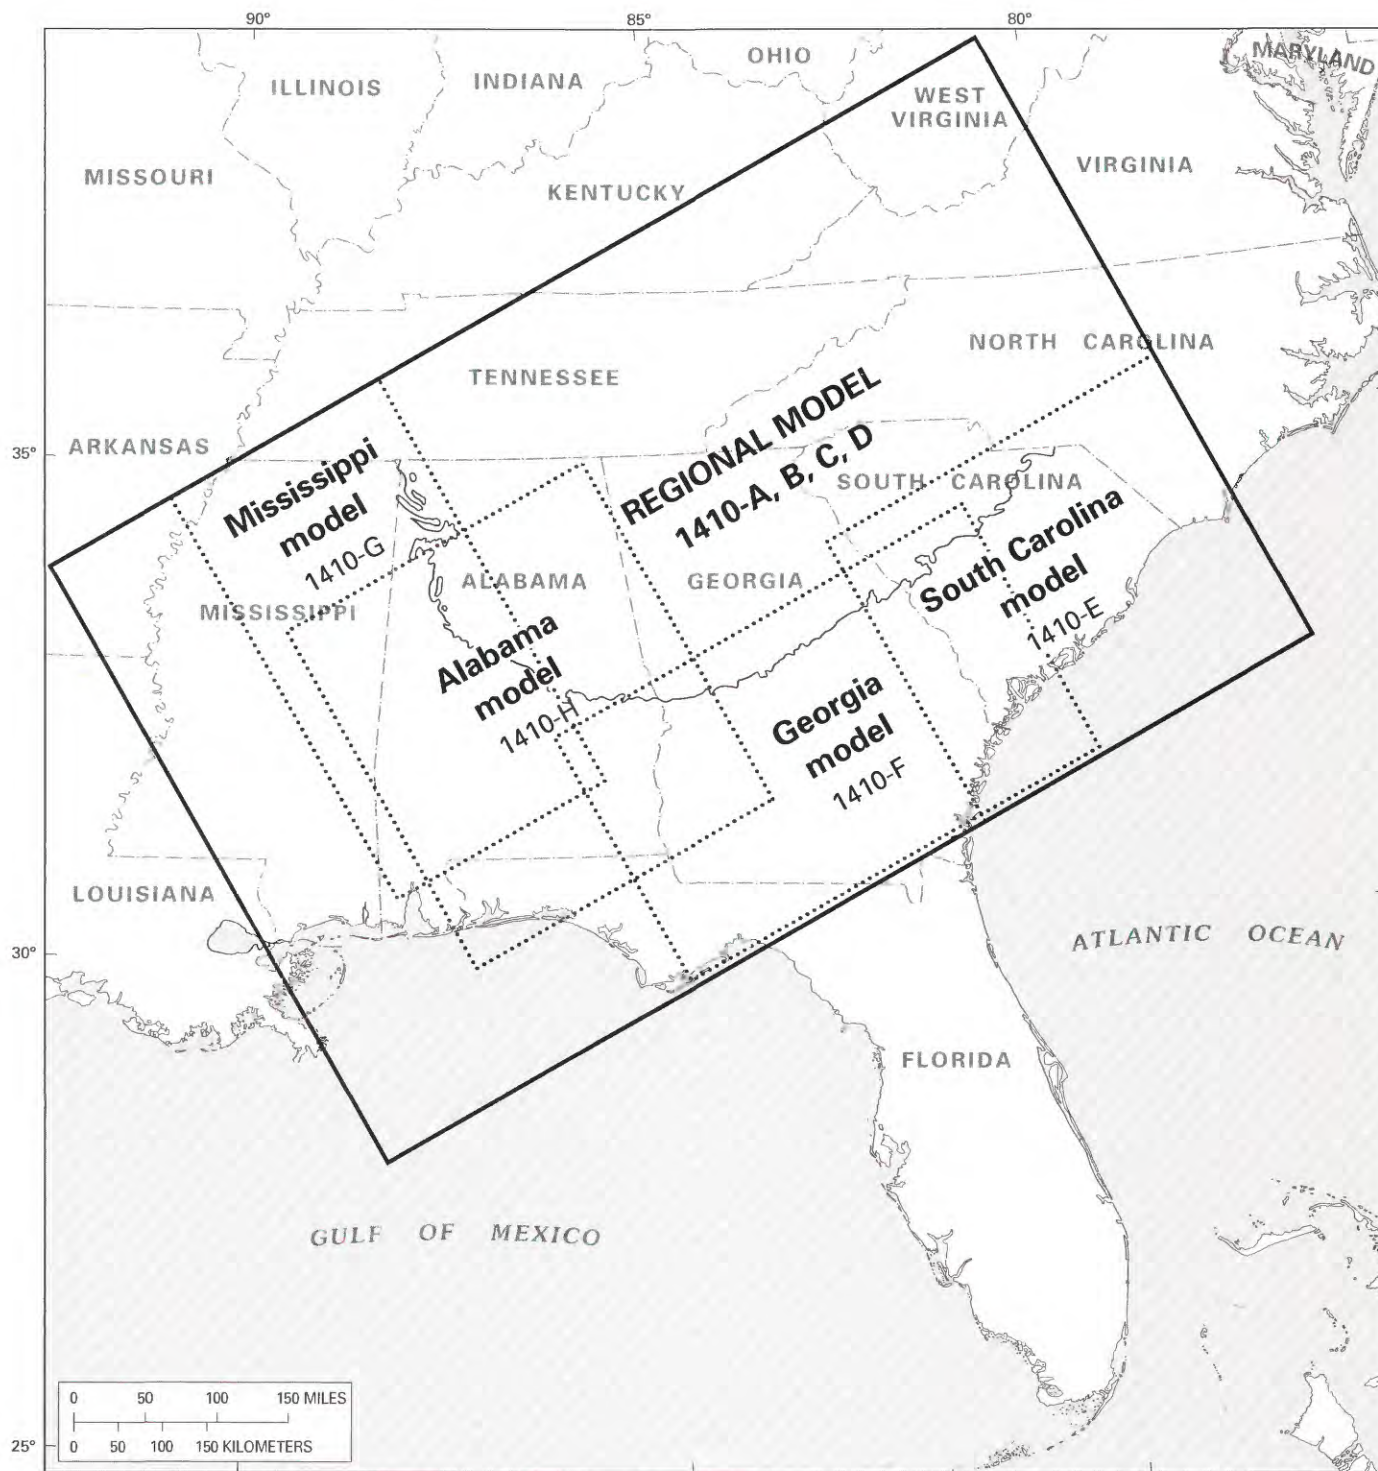 90°
85°
80°
OHIO
MARYLAND
ILLINOIS
INDIANA
WEST
VIRGINIA
MISSOURI
KENTUCKY
VIRGINIA
NORTH CAROLINA
TENNESSEE
REGIONAL MODEL
1410-A, B, C, D
35°
ARKANSAS
Mississippi
model
1410-G
SOUTH CAROLINA
South Carolina
model
1410-E
ALABAMA
GEORGIA
MISSISSIPPI
Alabama
model
1410-H
Georgia
model
1410-F
LOUISIANA
30°
ATLANTIC OCEAN
FLORIDA
GULF OF MEXICO
0 50 100 150 MILES
0 50 100 150 KILOMETERS
25°